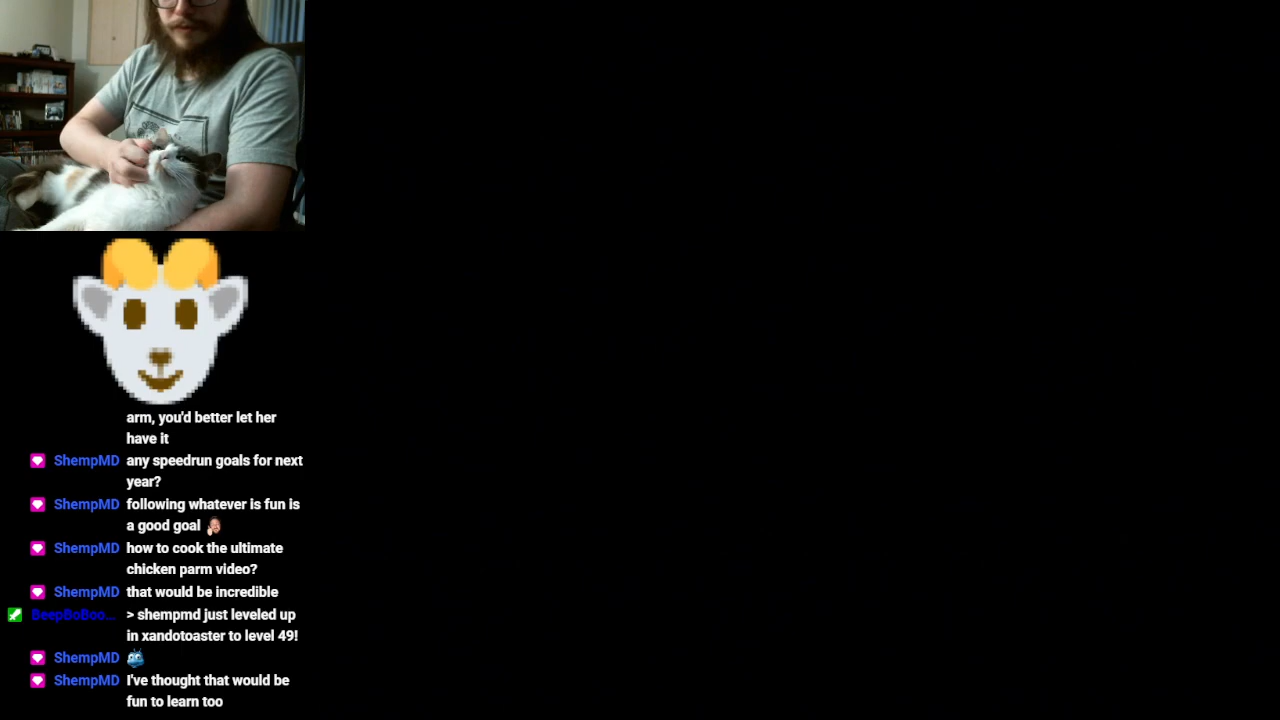 arm, you'd better let her
have it
ShempMD any speedrun goals for next
year?
ShempMD following whatever is fun is
a good goal
ShempMD how to cook the ultimate
chicken parm video?
ShempMD that would be incredible
BeepBoBoo... > shempmd just leveled up
in xandotoaster to level 49!
ShempMD
ShempMD I've thought that would be
fun to learn too